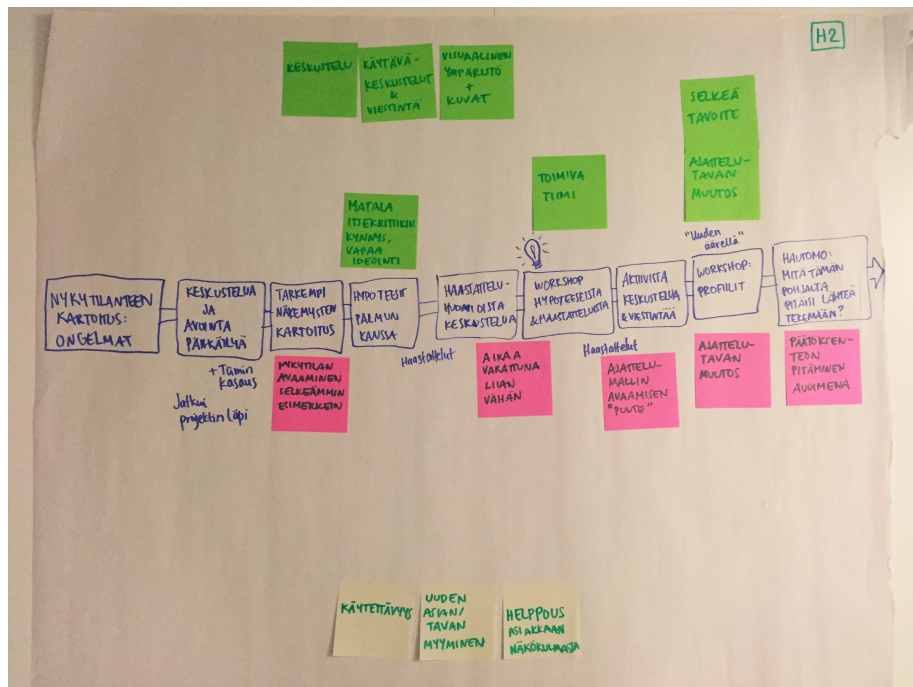 H2
KESKUSTELU
KÄYTÄVÄ-
KESKUSTELUT
&
VIESTINTÄ
VISUAALINEN
YMPÄRISTÖ
+
KUVAT
SELKEÄ
TAVOITE
AJATTELU-
TAVAN
MUUTOS
TOIMIVA
TIIMI
MATALA
ITSEKRITIIKIN
KYNNYS,
VAPAA
IDEOINTI
"Uuden
äärellä"
NYKYTILANTEEN
KARTOITUS:
ONGELMAT
KESKUSTELUA
JA
AVOINTA
PÄHKÄILYÄ
TARKEMPI
NÄKEMYSTEN
KARTOITUS
HYPOTEESIT
PALMUN
KANSSA
HAASTATTELU-
HUOMIOISTA
KESKUSTELUA
WORKSHOP
HYPOTEESEISTA
& HAASTATTELUISTA
AKTIIVISTA
KESKUSTELUA
& VIESTINTÄÄ
WORKSHOP:
PROFIILIT
HAUTOMO:
MITÄ TÄMÄN
POHJALTA
PITÄISI LÄHTEÄ
TEKEMÄÄN?
+ Tiimin
kasaus
Jatkui
projektin läpi
Haastattelut
Haastattelut
NYKYTILAN
AVAAMINEN
SELKEÄMMIN
ESIMERKEIN
AIKAA
VARATTUNA
LIIAN
VÄHÄN
AJATTELU-
MALLIN
AVAAMISEN
"PUUTE"
AJATTELU-
TAVAN
MUUTOS
PÄÄTÖKSEN-
TEON
PITÄMINEN
AVOIMENA
KÄYTETTÄVYYS
UUDEN
ASIAN/
TAVAN
MYYMINEN
HELPPOUS
ASIAKKAAN
NÄKÖKULMASTA